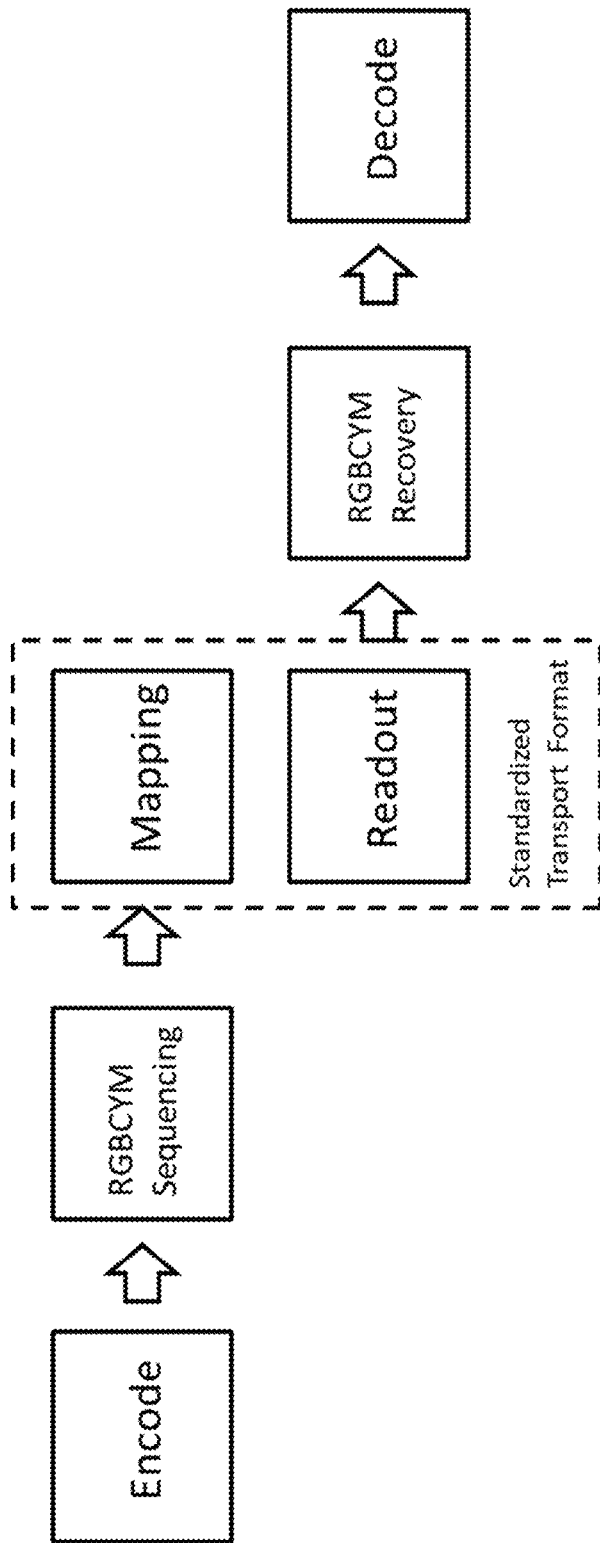 Encode
RGBCYM
Sequencing
Mapping
Readout
Standardized
Transport Format
RGBCYM
Recovery
Decode